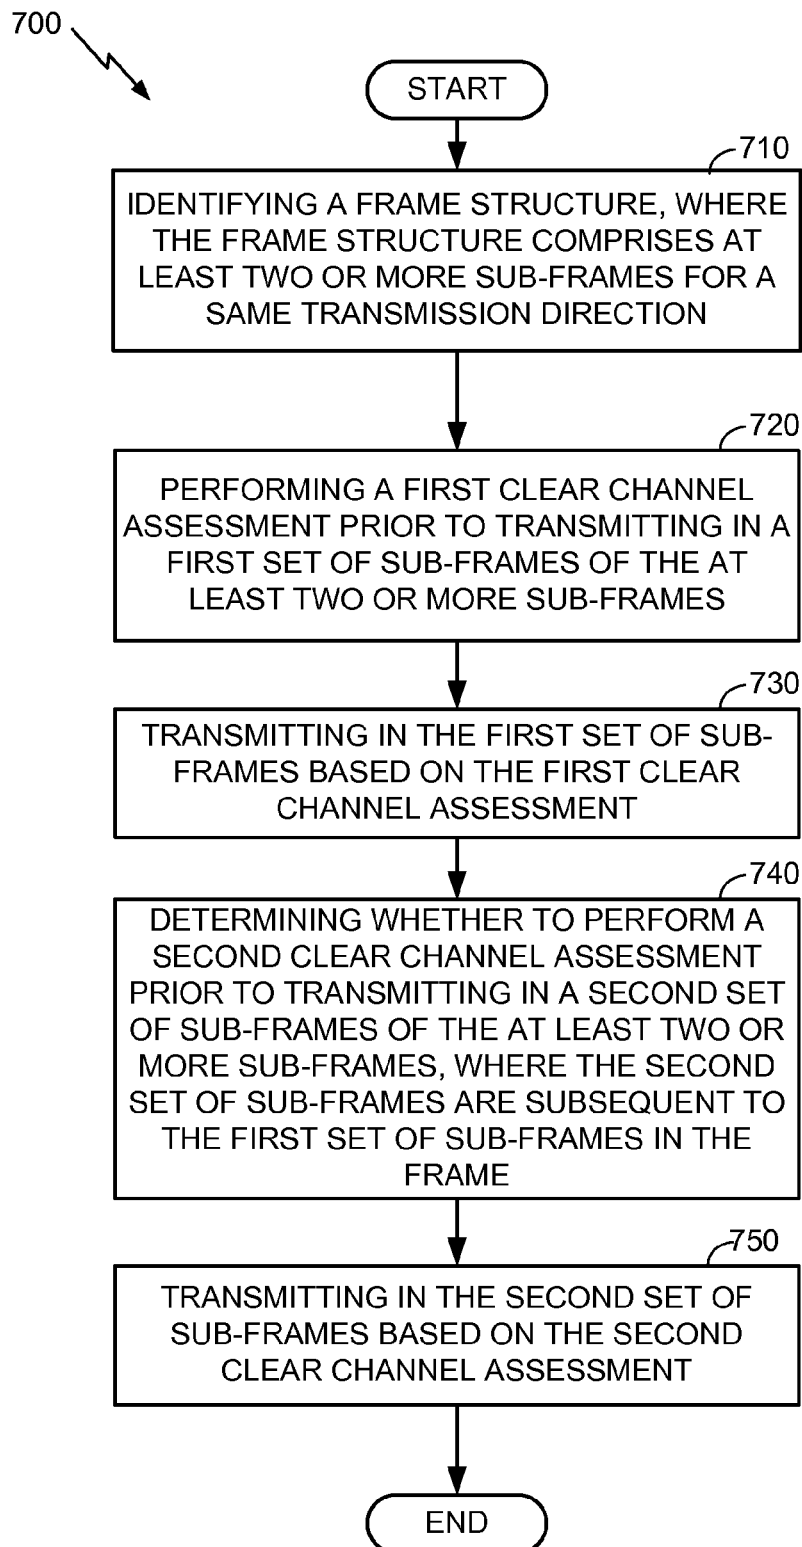 700
START
710
IDENTIFYING A FRAME STRUCTURE, WHERE
THE FRAME STRUCTURE COMPRISES AT
LEAST TWO OR MORE SUB-FRAMES FOR A
SAME TRANSMISSION DIRECTION
720
PERFORMING A FIRST CLEAR CHANNEL
ASSESSMENT PRIOR TO TRANSMITTING IN A
FIRST SET OF SUB-FRAMES OF THE AT
LEAST TWO OR MORE SUB-FRAMES
730
TRANSMITTING IN THE FIRST SET OF SUB-
FRAMES BASED ON THE FIRST CLEAR
CHANNEL ASSESSMENT
740
DETERMINING WHETHER TO PERFORM A
SECOND CLEAR CHANNEL ASSESSMENT
PRIOR TO TRANSMITTING IN A SECOND SET
OF SUB-FRAMES OF THE AT LEAST TWO OR
MORE SUB-FRAMES, WHERE THE SECOND
SET OF SUB-FRAMES ARE SUBSEQUENT TO
THE FIRST SET OF SUB-FRAMES IN THE
FRAME
750
TRANSMITTING IN THE SECOND SET OF
SUB-FRAMES BASED ON THE SECOND
CLEAR CHANNEL ASSESSMENT
END